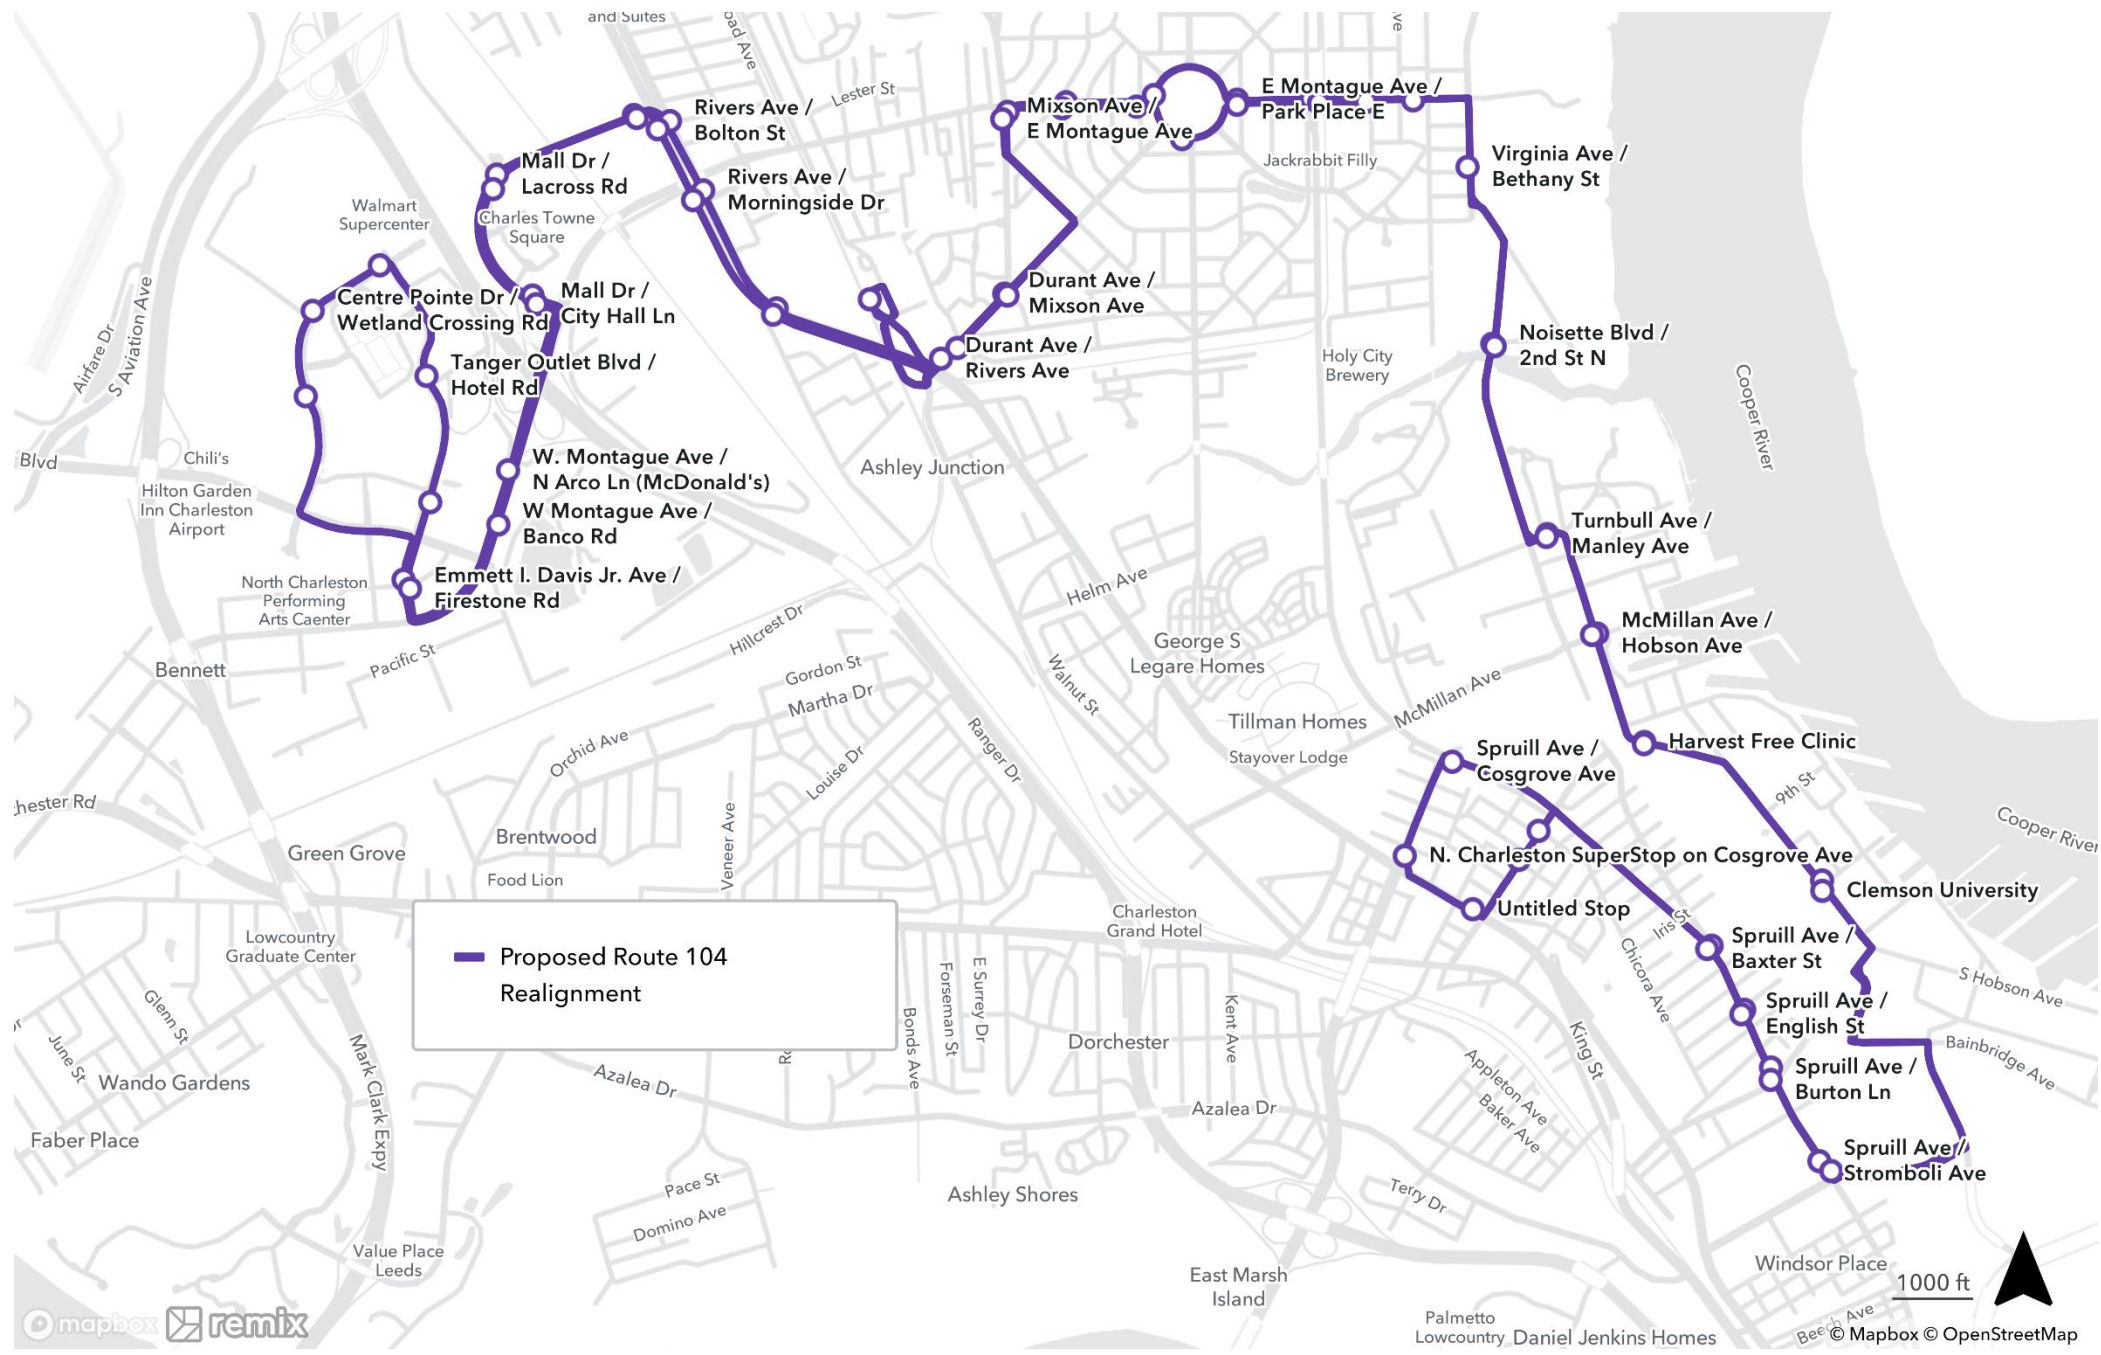 and Suites
oad Ave
ve
Lester St
Rivers Ave /
Bolton St
Mixson Ave /
E Montague Ave
E Montague Ave /
Park Place E
Jackrabbit Filly
Virginia Ave /
Bethany St
Mall Dr /
Lacross Rd
Rivers Ave /
Morningside Dr
Walmart
Supercenter
Charles Towne
Square
Airfare Dr
S Aviation Ave
Centre Pointe Dr /
Wetland Crossing Rd
Mall Dr /
City Hall Ln
Durant Ave /
Mixson Ave
Durant Ave /
Rivers Ave
Tanger Outlet Blvd /
Hotel Rd
Holy City
Brewery
Noisette Blvd /
2nd St N
Cooper River
Blvd
Chili's
Hilton Garden
Inn Charleston
Airport
W. Montague Ave /
N Arco Ln (McDonald's)
W Montague Ave /
Banco Rd
Ashley Junction
Turnbull Ave /
Manley Ave
North Charleston
Performing
Arts Caenter
Emmett I. Davis Jr. Ave /
Firestone Rd
Helm Ave
Hillcrest Dr
McMillan Ave /
Hobson Ave
George S
Legare Homes
Bennett
Pacific St
Gordon St
Martha Dr
Walnut St
McMillan Ave
Tillman Homes
Stayover Lodge
Ranger Dr
Orchid Ave
Louise Dr
Harvest Free Clinic
Spruill Ave /
Cosgrove Ave
9th St
Cooper River
chester Rd
Brentwood
Green Grove
Veneer Ave
Food Lion
N. Charleston SuperStop on Cosgrove Ave
Clemson University
Untitled Stop
Charleston
Grand Hotel
Iris St
Lowcountry
Graduate Center
Proposed Route 104
Realignment
Spruill Ave /
Baxter St
Chicora Ave
S Hobson Ave
Forseman St
E Surrey Dr
Kent Ave
Bonds Ave
Glenn St
June St
Mark Clark Expy
Spruill Ave /
English St
Dorchester
King St
Bainbridge Ave
Wando Gardens
Azalea Dr
Appleton Ave
Baker Ave
Spruill Ave /
Burton Ln
Azalea Dr
Faber Place
Spruill Ave /
Stromboli Ave
Pace St
Ashley Shores
Terry Dr
Domino Ave
Value Place
Leeds
East Marsh
Island
Windsor Place
1000 ft
Palmetto
Lowcountry
Daniel Jenkins Homes
Beech Ave
mapbox
remix
© Mapbox © OpenStreetMap